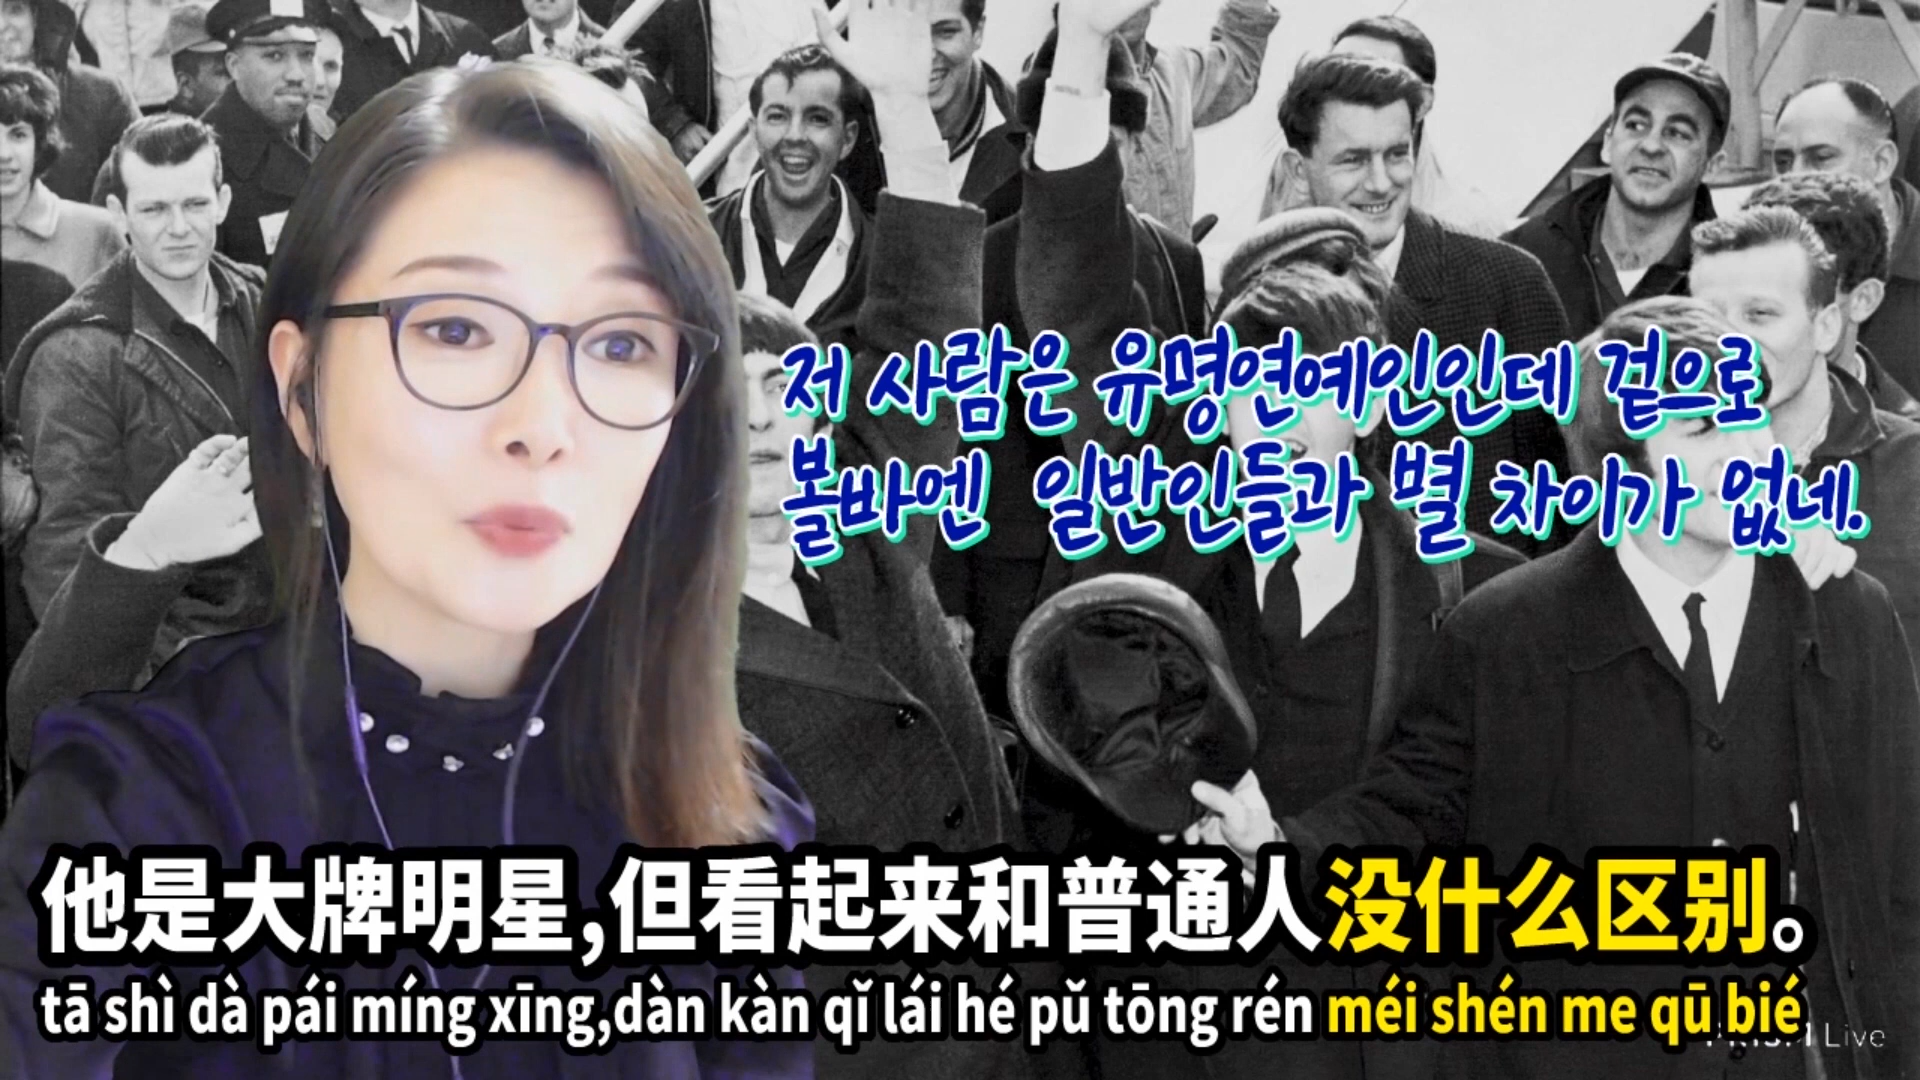 저 사람은 유명연예인인데 겉으로
볼바엔 일반인들과 별 차이가 없네.
他是大牌明星,但看起来和普通人没什么区别。
tā shì dà pái míng xīng,dàn kàn qǐ lái hé pǔ tōng rén méi shén me qū bié
PRISM Live